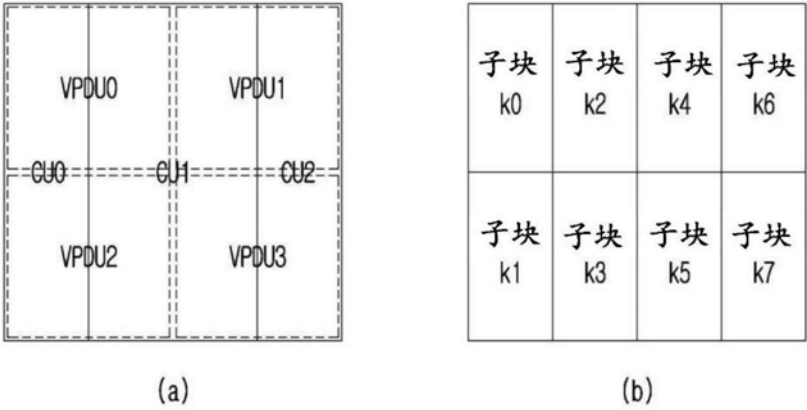 VPDU0 VPDU1
CU0 CU1 CU2
VPDU2 VPDU3
(a)
子块 子块 子块 子块
k0 k2 k4 k6
子块 子块 子块 子块
k1 k3 k5 k7
(b)